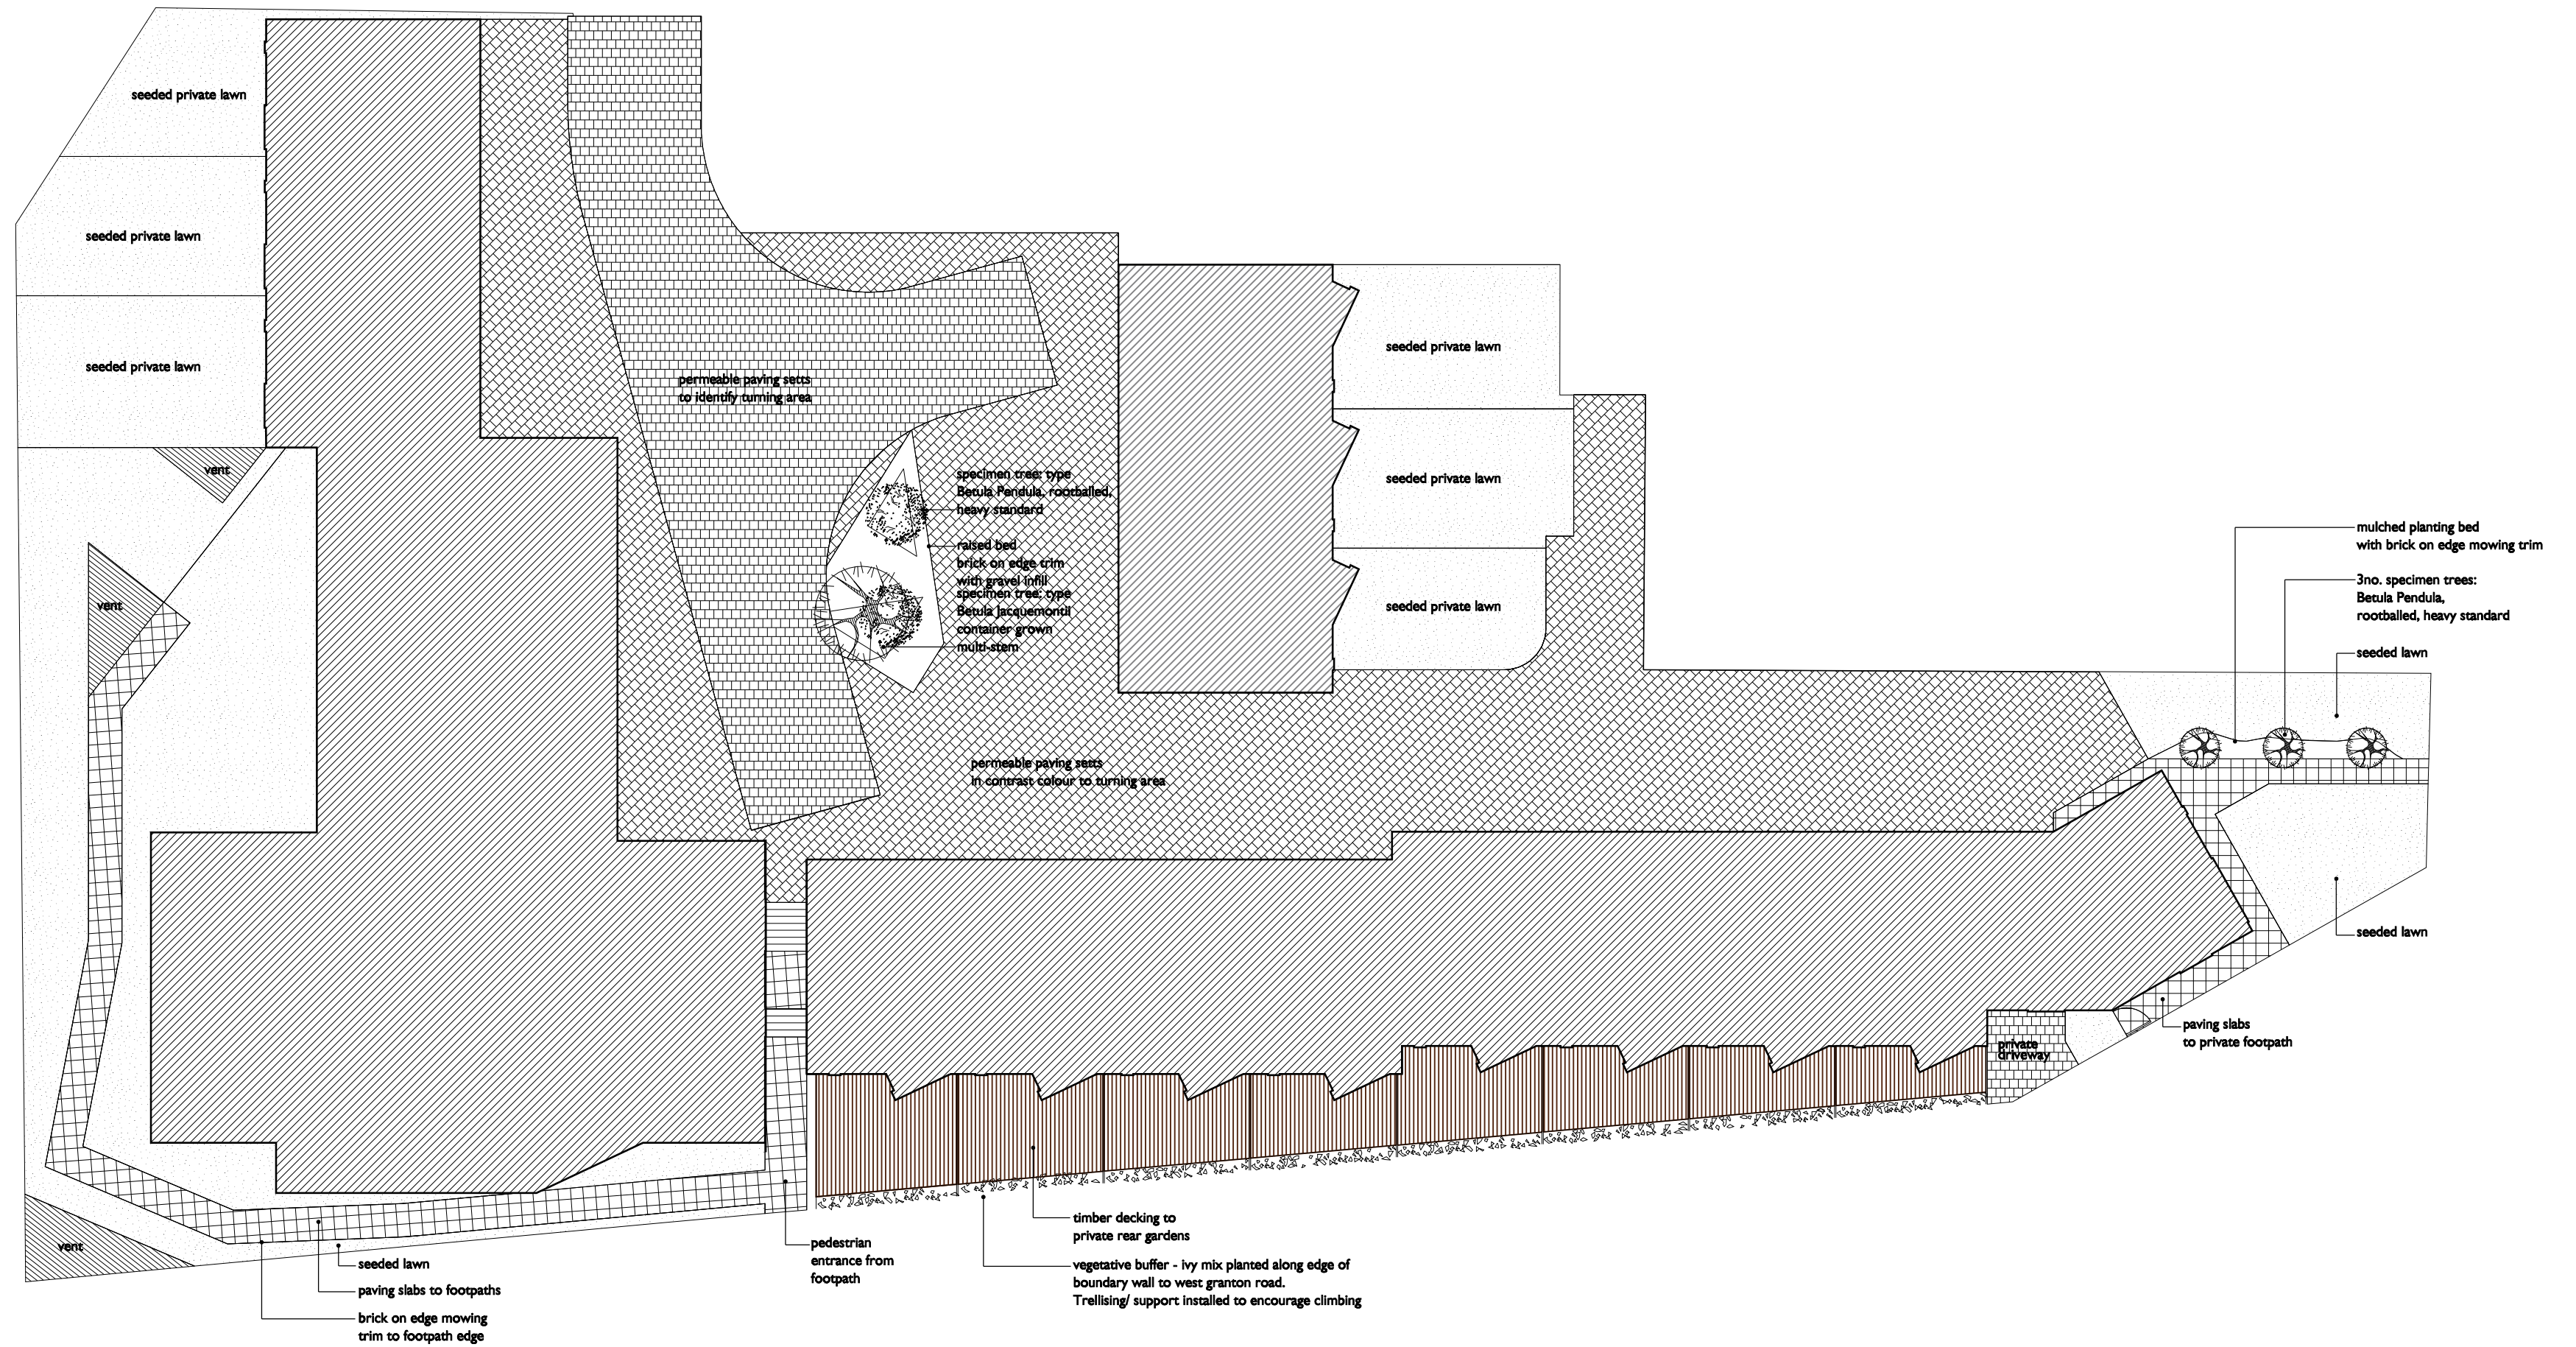 seeded private lawn
seeded private lawn
seeded private lawn
vent
vent
vent
permeable paving setts
to identify turning area
specimen tree: type
Betula Pendula, rootballed,
heavy standard
raised bed
brick on edge trim
with gravel infill
specimen tree: type
Betula Jacquemontii
container grown
multi-stem
permeable paving setts
in contrast colour to turning area
seeded private lawn
seeded private lawn
seeded private lawn
mulched planting bed
with brick on edge mowing trim
3no. specimen trees:
Betula Pendula,
rootballed, heavy standard
seeded lawn
seeded lawn
paving slabs
to private footpath
private
driveway
timber decking to
private rear gardens
vegetative buffer - ivy mix planted along edge of
boundary wall to west granton road.
Trellising/ support installed to encourage climbing
pedestrian
entrance from
footpath
seeded lawn
paving slabs to footpaths
brick on edge mowing
trim to footpath edge